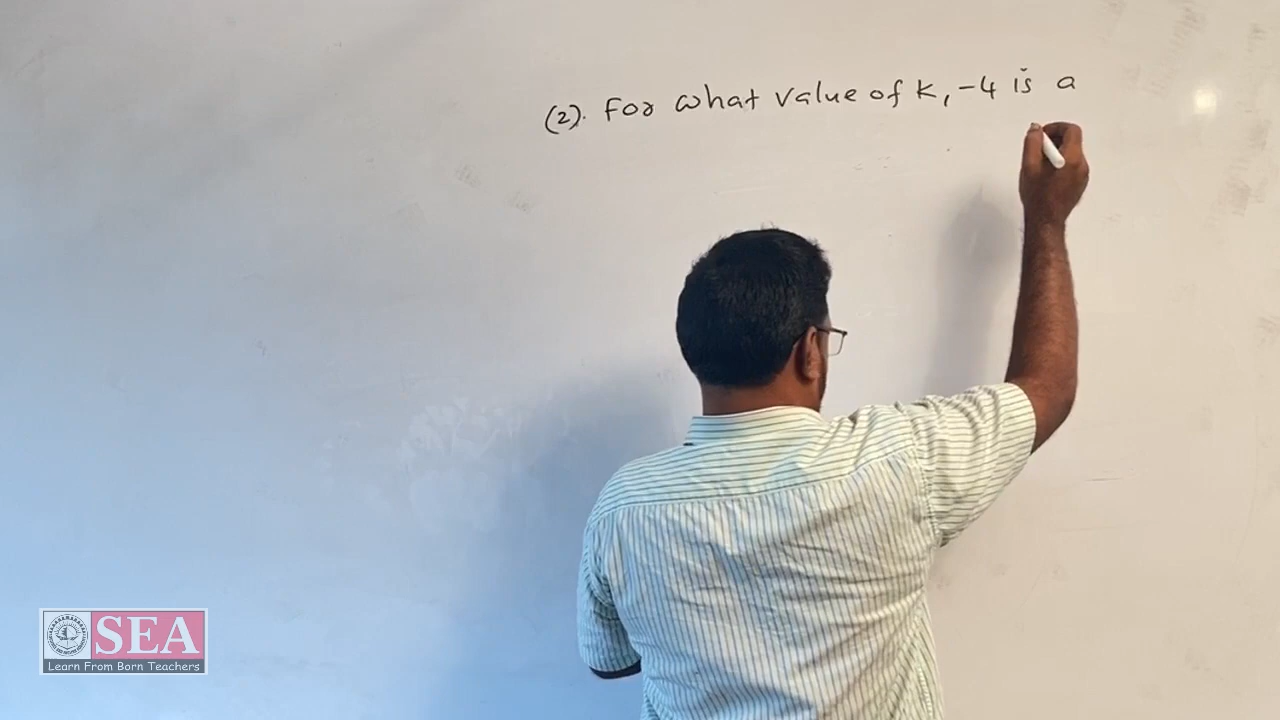 (2). For what value of k, -4 is a
SEA
Learn From Born Teachers